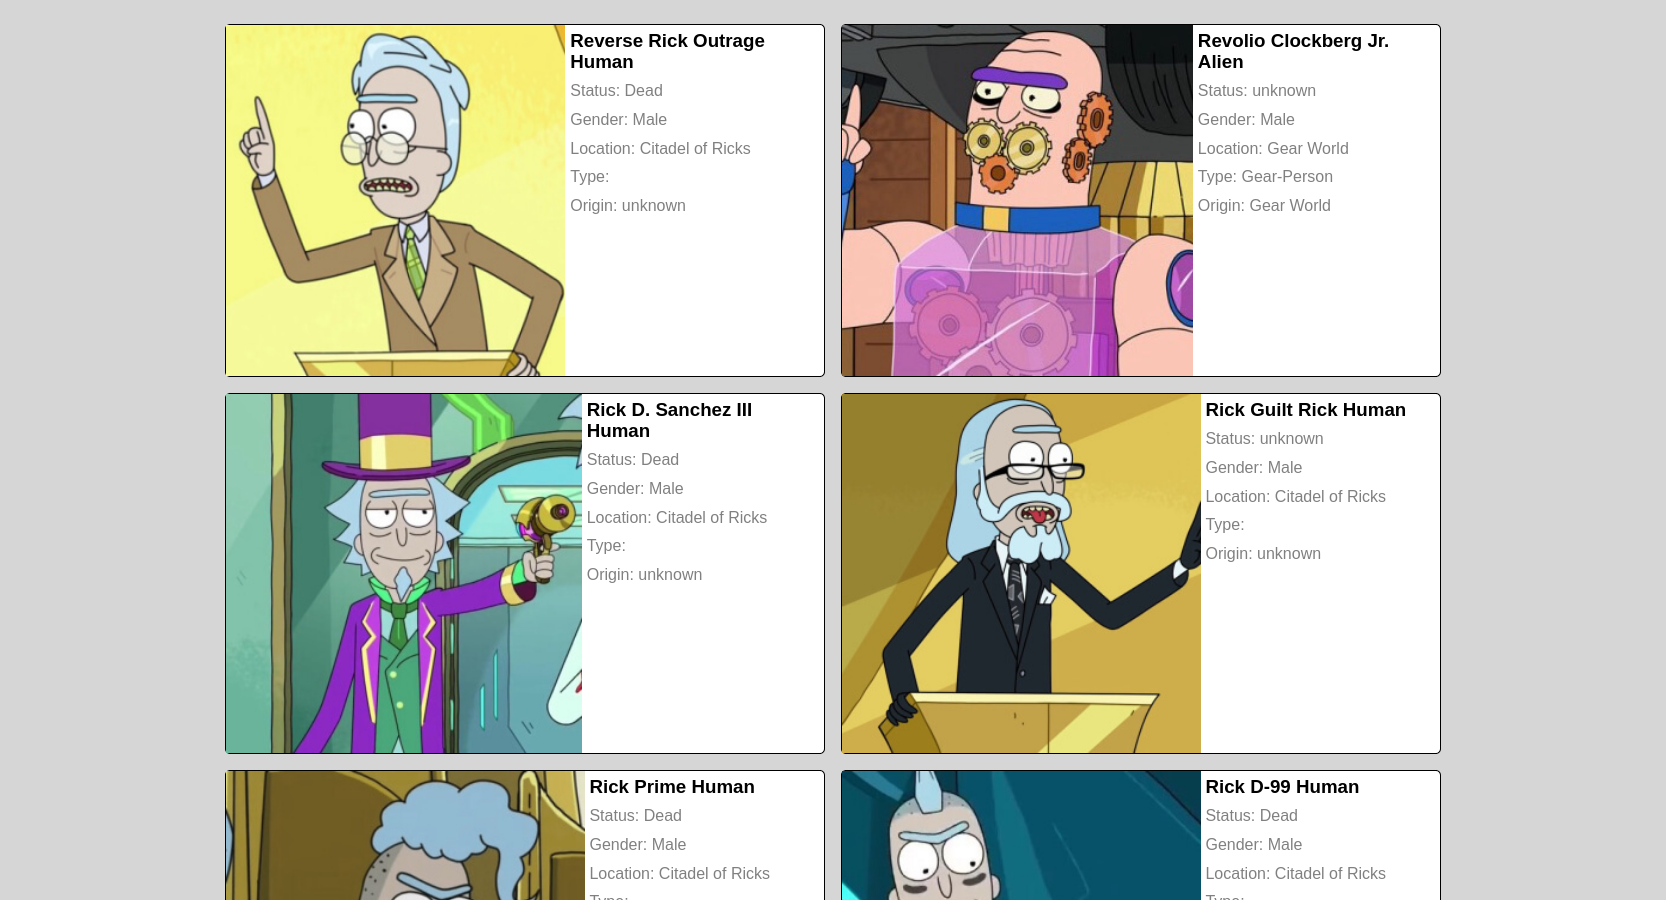 Reverse Rick Outrage
Human
Status: Dead
Gender: Male
Location: Citadel of Ricks
Type:
Origin: unknown
Revolio Clockberg Jr.
Alien
Status: unknown
Gender: Male
Location: Gear World
Type: Gear-Person
Origin: Gear World
Rick D. Sanchez III
Human
Status: Dead
Gender: Male
Location: Citadel of Ricks
Type:
Origin: unknown
Rick Guilt Rick Human
Status: unknown
Gender: Male
Location: Citadel of Ricks
Type:
Origin: unknown
Rick Prime Human
Status: Dead
Gender: Male
Location: Citadel of Ricks
Type:
Rick D-99 Human
Status: Dead
Gender: Male
Location: Citadel of Ricks
Type: